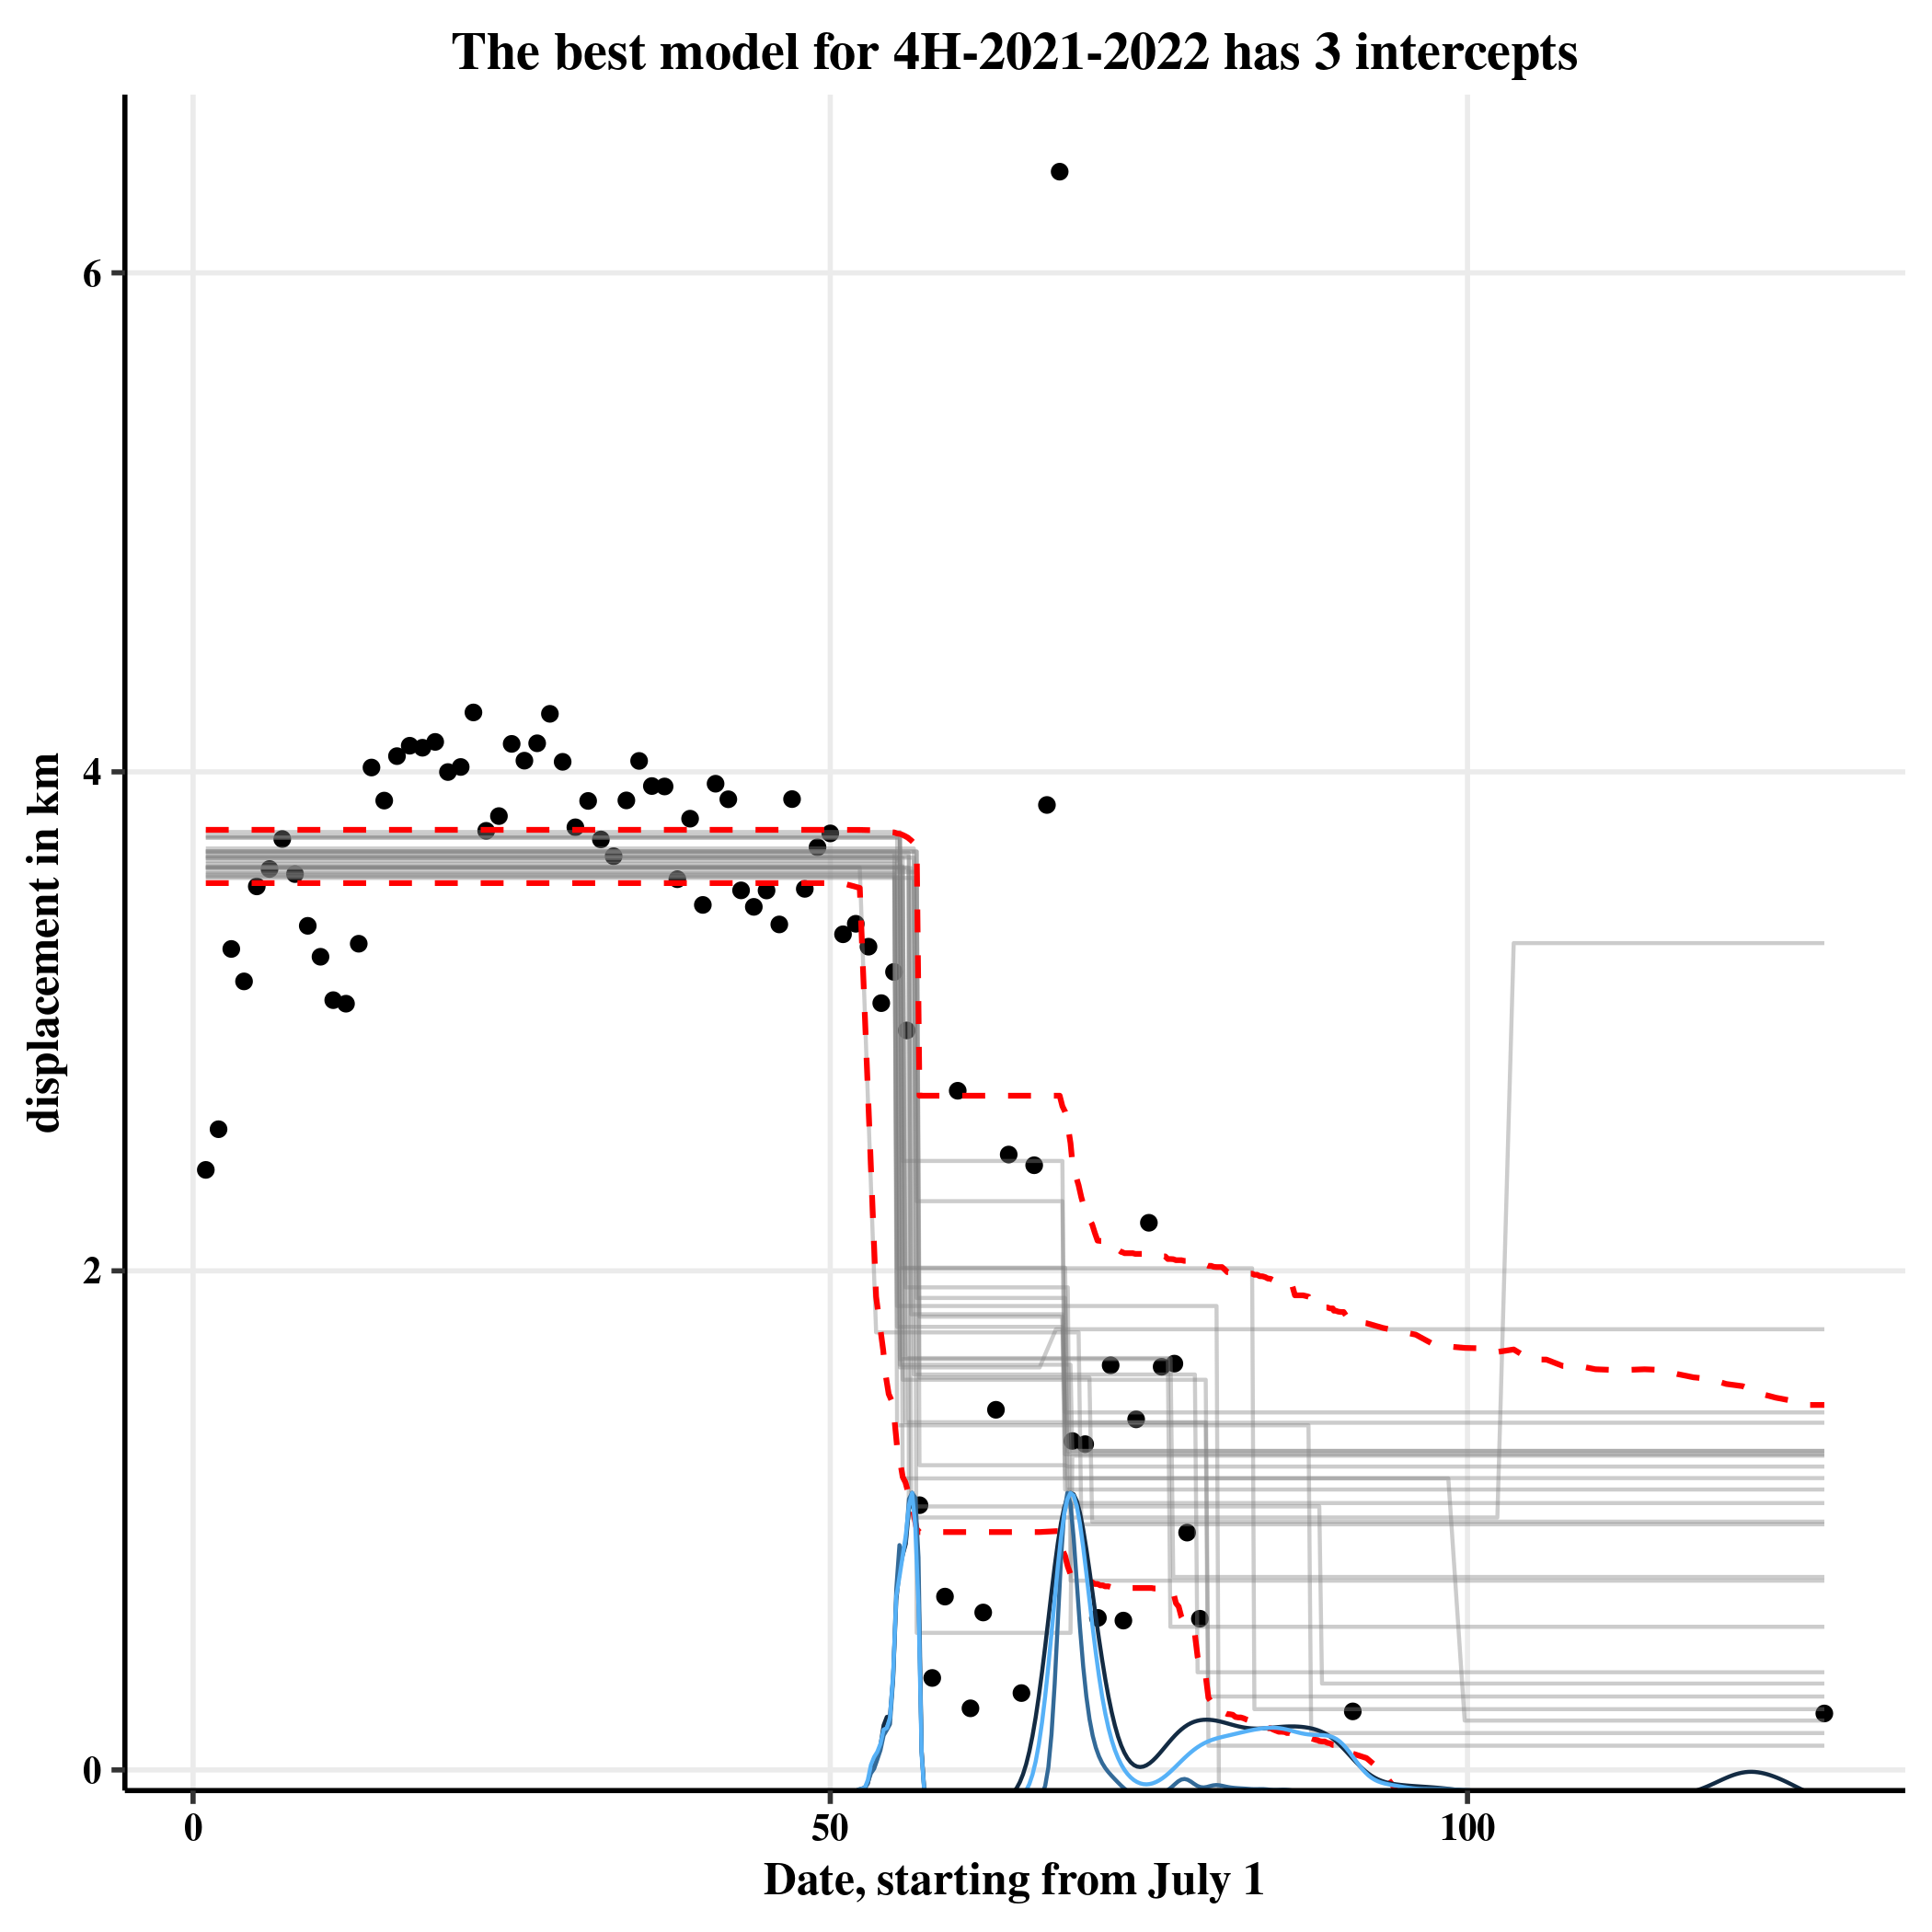 The best model for 4H-2021-2022 has 3 intercepts
displacement in km
6
4
2
0
0 50 100
Date, starting from July 1